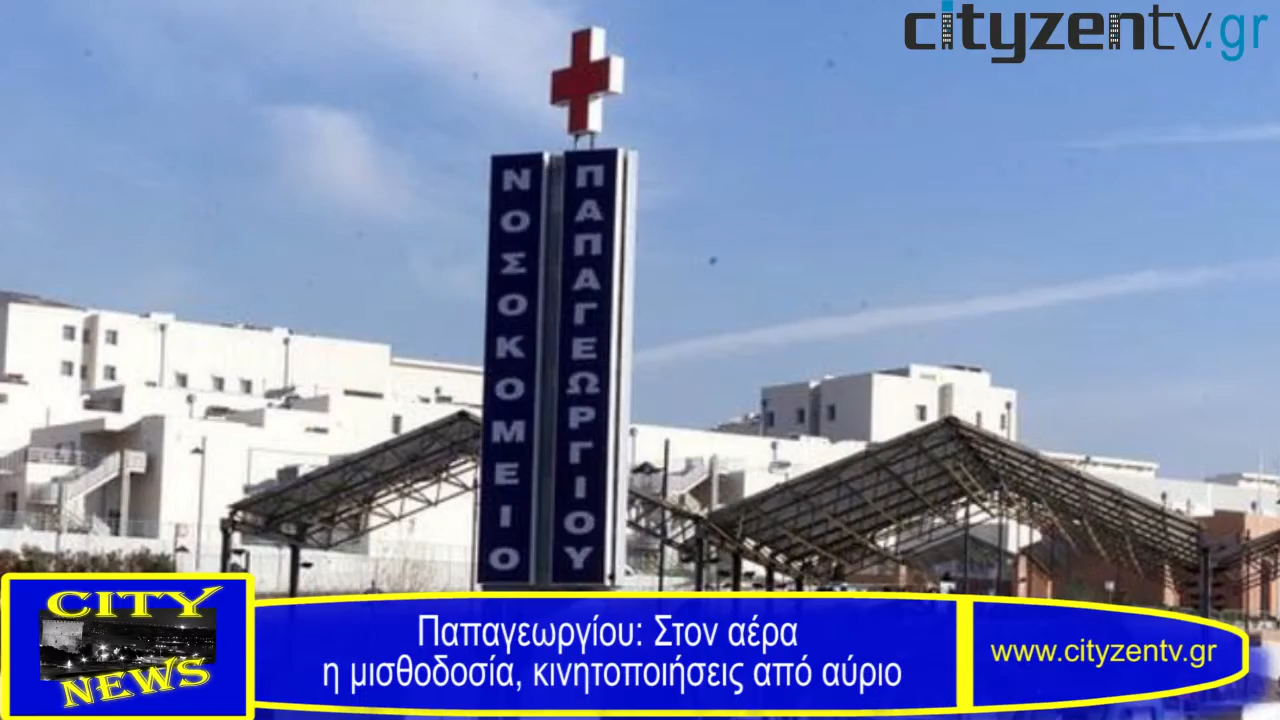 cityzentv.gr
ΝΟΣΟΚΟΜΕΙΟ
ΠΑΠΑΓΕΩΡΓΙΟΥ
CITY
NEWS
Παπαγεωργίου: Στον αέρα
η μισθοδοσία, κινητοποιήσεις από αύριο
www.cityzentv.gr